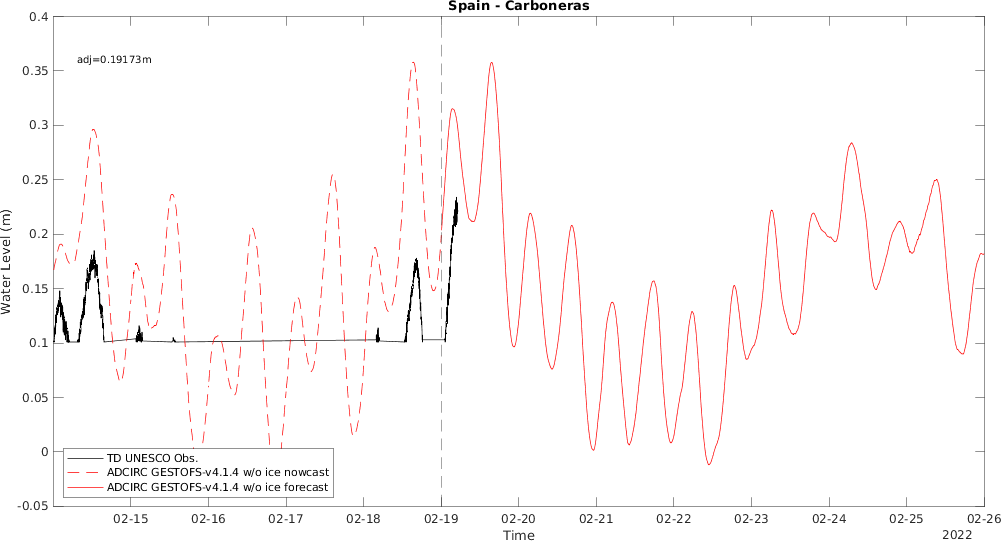 Spain - Carboneras
adj=0.19173m
0.4
0.35
0.3
0.25
0.2
0.15
0.1
0.05
0
-0.05
Water Level (m)
TD UNESCO Obs.
ADCIRC GESTOFS-v4.1.4 w/o ice nowcast
ADCIRC GESTOFS-v4.1.4 w/o ice forecast
02-15 02-16 02-17 02-18 02-19 02-20 02-21 02-22 02-23 02-24 02-25 02-26
Time
2022